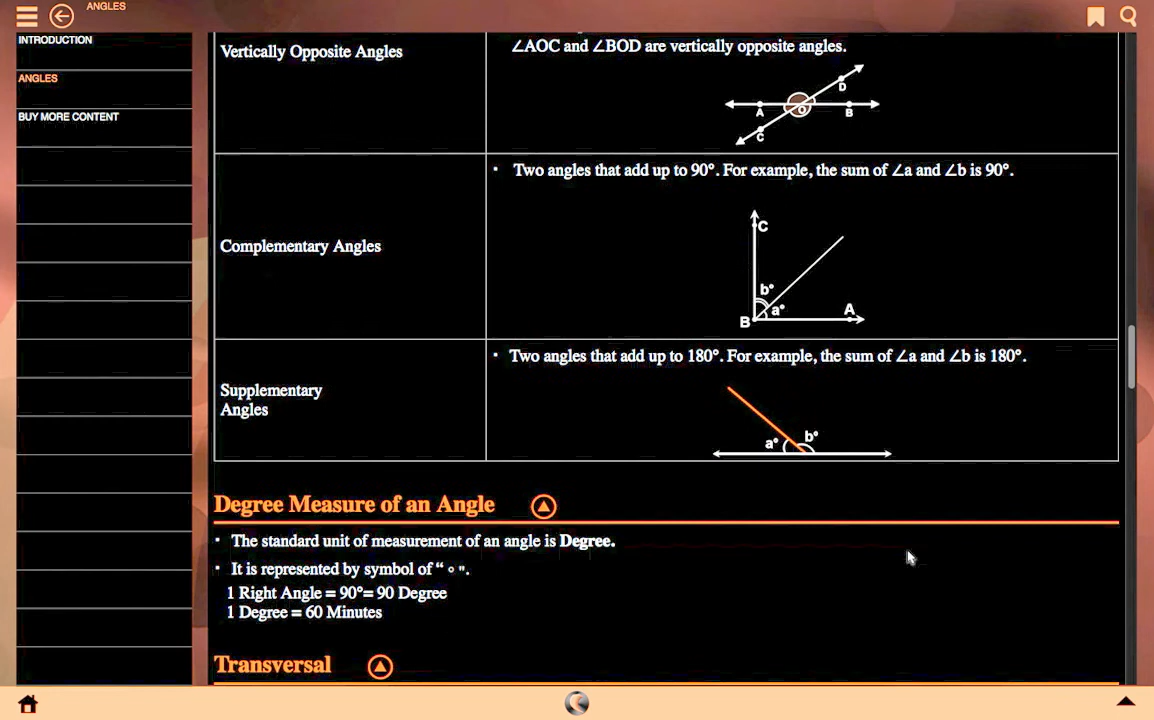 ANGLES
INTRODUCTION
ANGLES
BUY MORE CONTENT
Vertically Opposite Angles
∠AOC and ∠BOD are vertically opposite angles.
D
A
O
B
C
Complementary Angles
▪ Two angles that add up to 90°. For example, the sum of ∠a and ∠b is 90°.
C
b°
a°
A
B
Supplementary
Angles
▪ Two angles that add up to 180°. For example, the sum of ∠a and ∠b is 180°.
a°
b°
Degree Measure of an Angle
▪ The standard unit of measurement of an angle is Degree.
▪ It is represented by symbol of “ ∘ ".
1 Right Angle = 90°= 90 Degree
1 Degree = 60 Minutes
Transversal